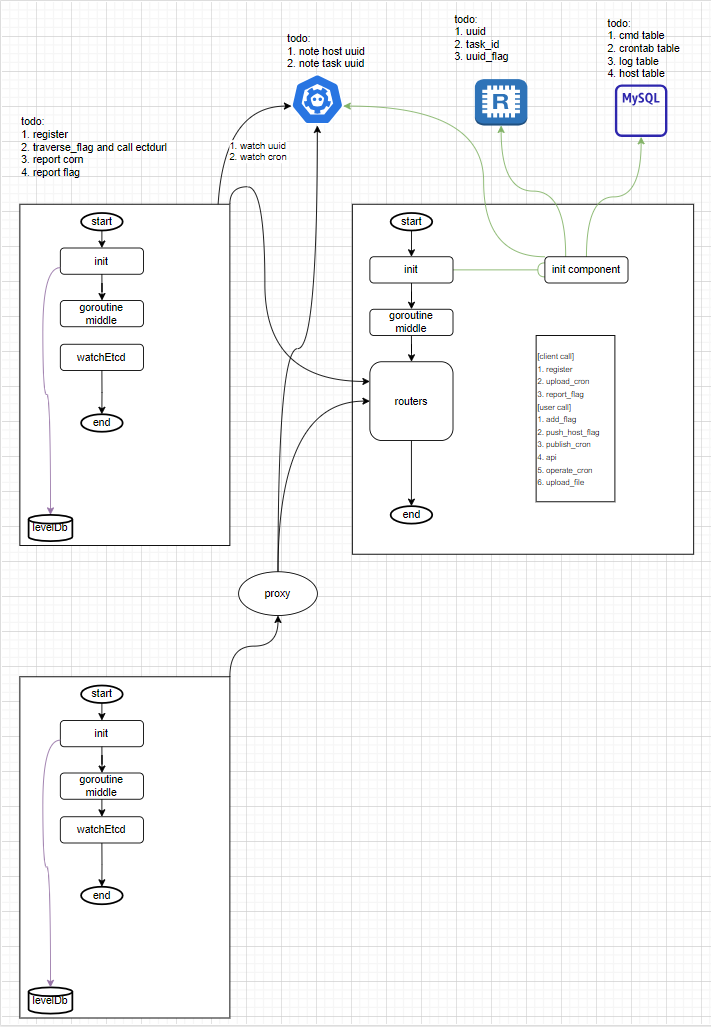 todo:
1. note host uuid
2. note task uuid
todo:
1. uuid
2. task_id
3. uuid_flag
todo:
1. cmd table
2. crontab table
3. log table
4. host table
R
MySQL
todo:
1. register
2. traverse_flag and call ectdurl
3. report corn
4. report flag
1. watch uuid
2. watch cron
start
init
goroutine
middle
watchEtcd
end
levelDb
start
init
init component
goroutine
middle
routers
end
[client call]
1. register
2. upload_cron
3. report_flag
[user call]
1. add_flag
2. push_host_flag
3. publish_cron
4. api
5. operate_cron
6. upload_file
proxy
start
init
goroutine
middle
watchEtcd
end
levelDb